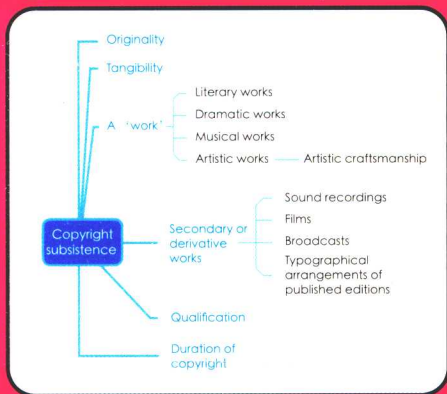 Originality
Tangibility
A 'work'
Literary works
Dramatic works
Musical works
Artistic works
Artistic craftsmanship
Copyright
subsistence
Secondary or
derivative
works
Sound recordings
Films
Broadcasts
Typographical
arrangements of
published editions
Qualification
Duration of
copyright